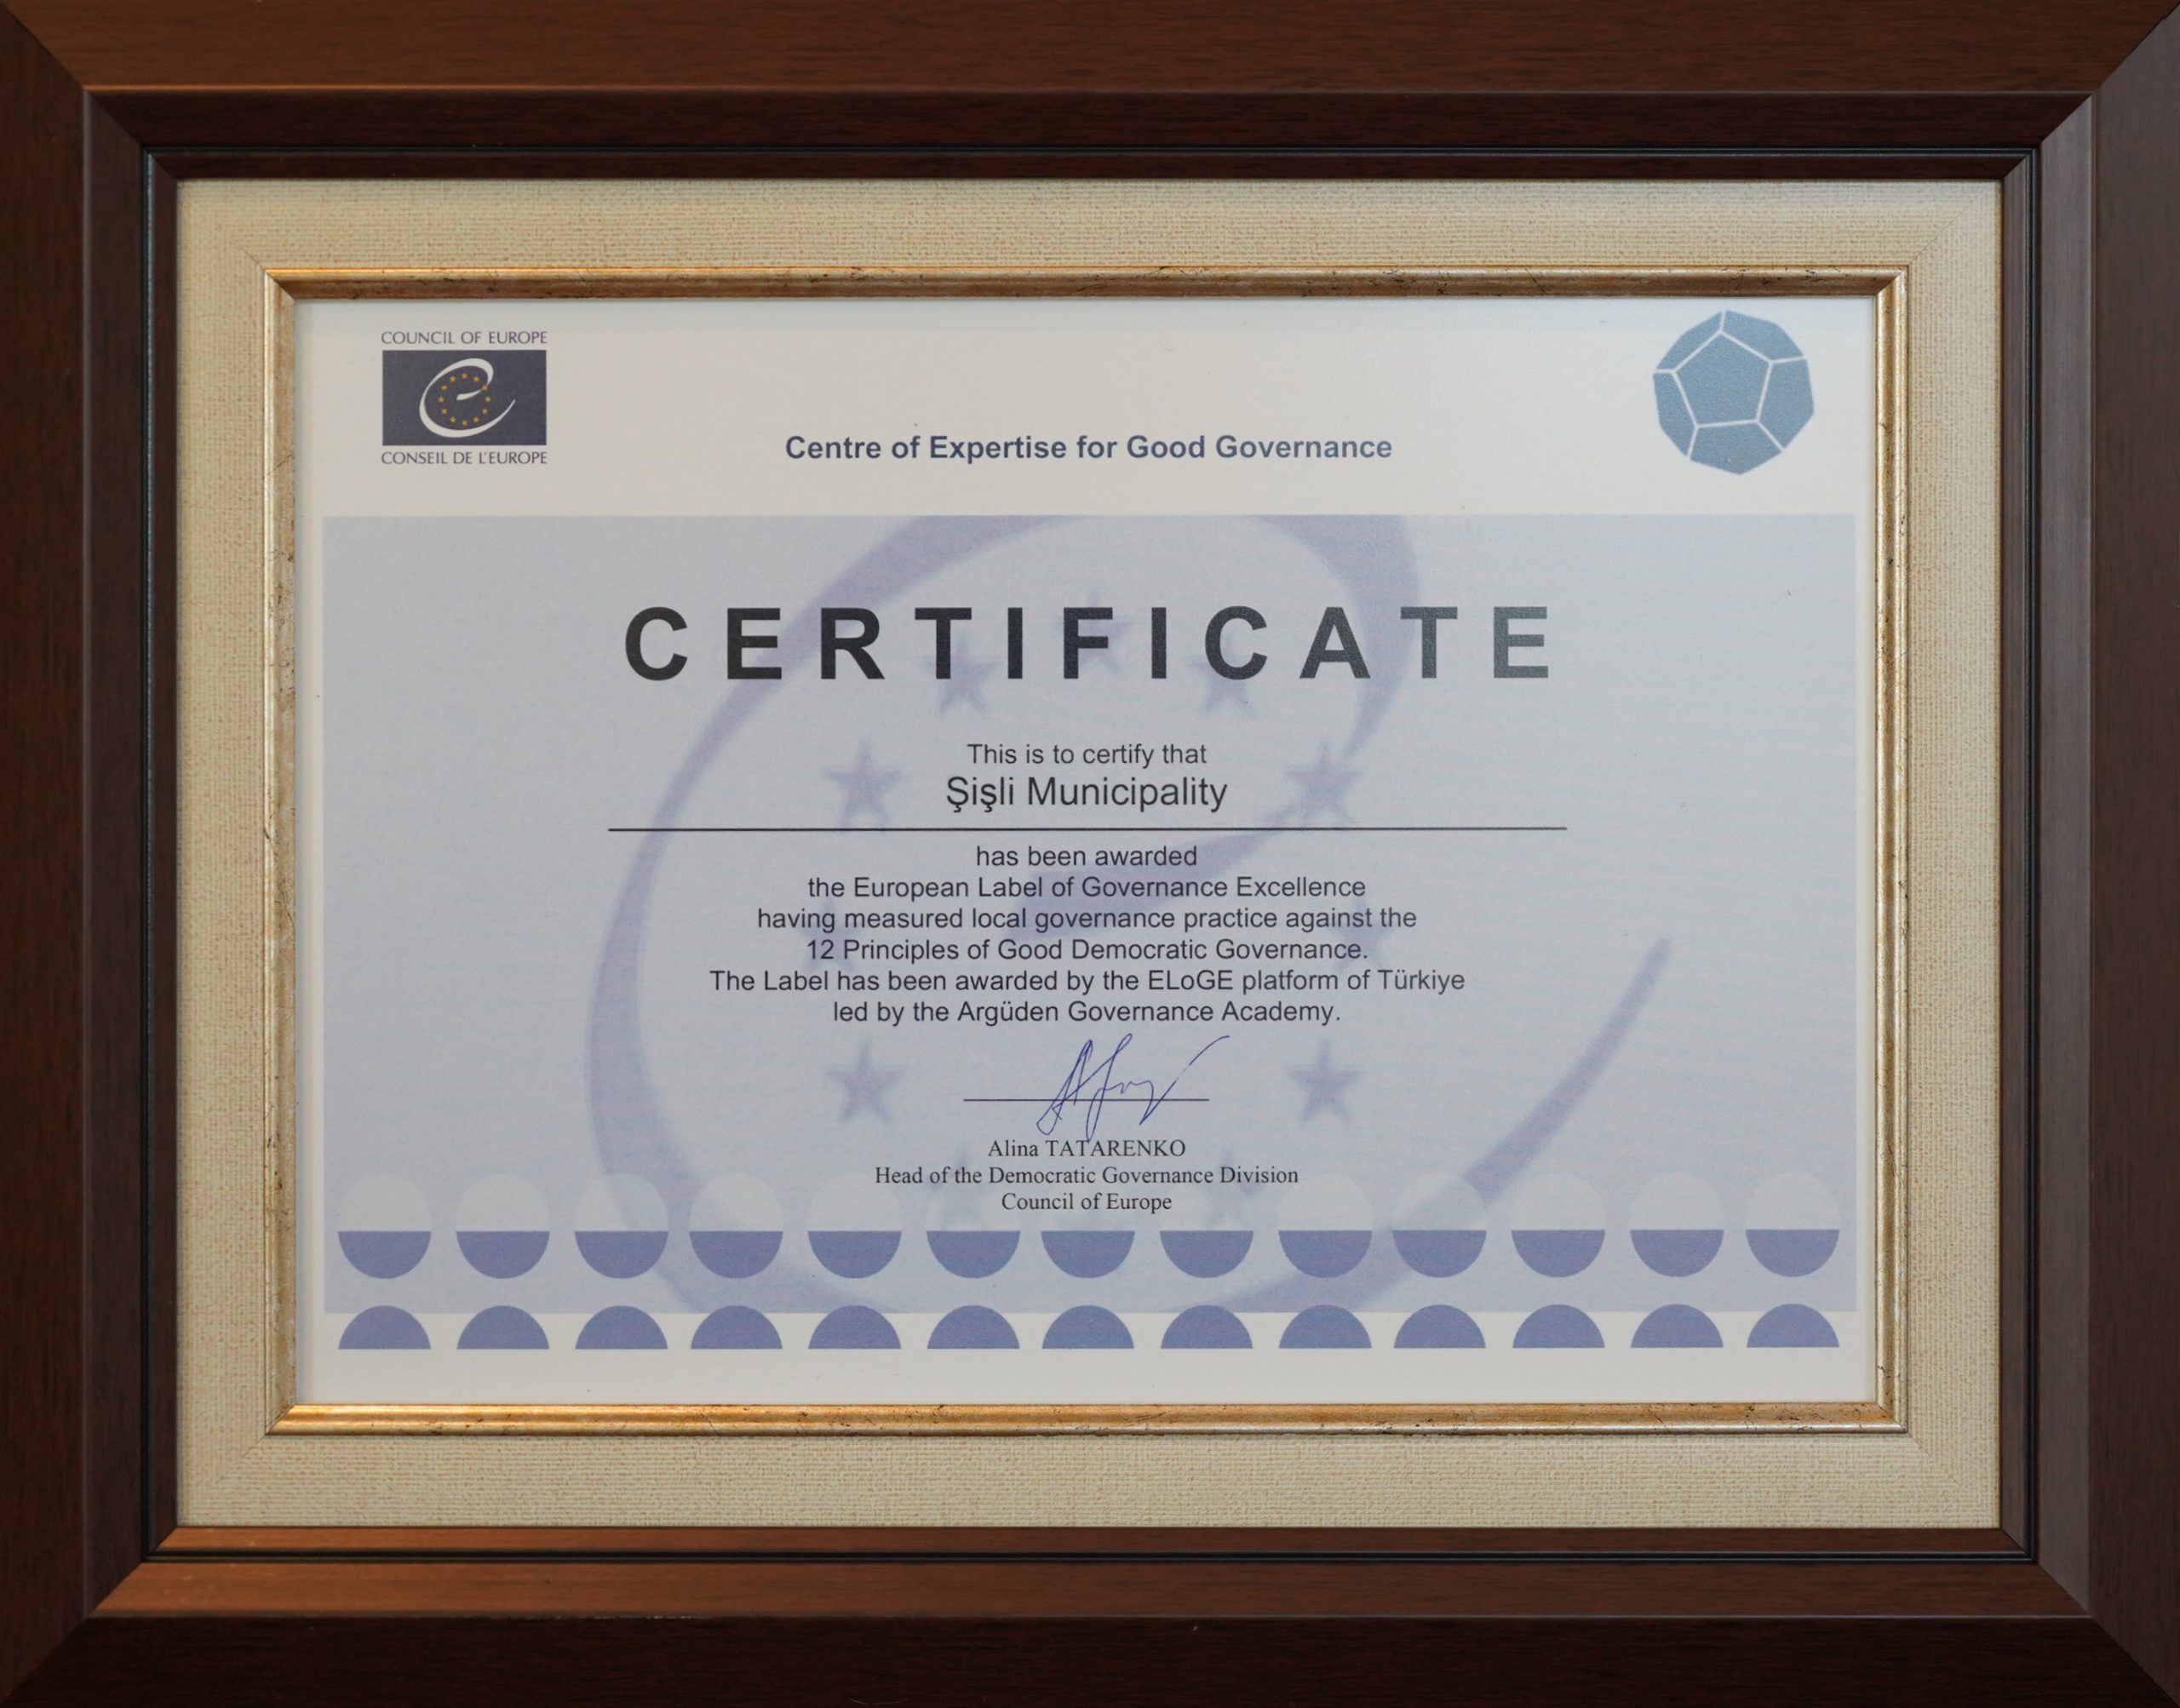 COUNCIL OF EUROPE
CONSEIL DE L'EUROPE
Centre of Expertise for Good Governance
CERTIFICATE
This is to certify that
Şişli Municipality
has been awarded
the European Label of Governance Excellence
having measured local governance practice against the
12 Principles of Good Democratic Governance.
The Label has been awarded by the ELoGE platform of Türkiye
led by the Argüden Governance Academy.
Alina TATARENKO
Head of the Democratic Governance Division
Council of Europe